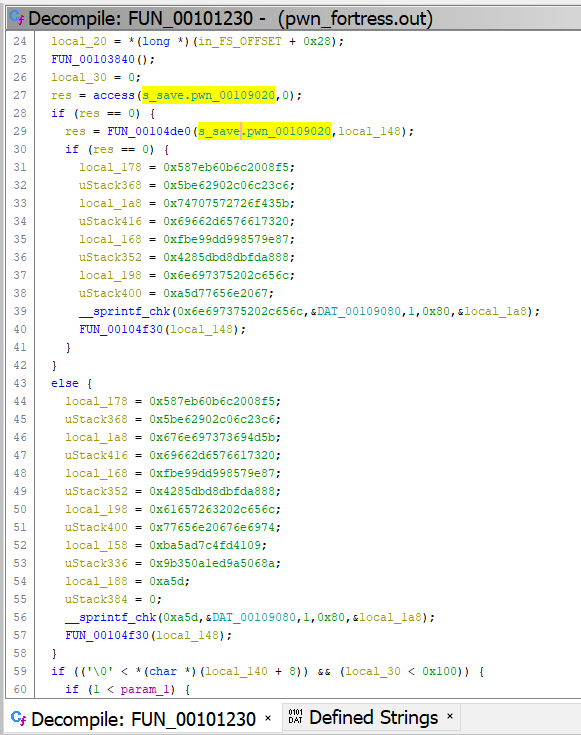 Decompile: FUN_00101230 - (pwn_fortress.out)
24 local_20 = *(long *)(in_FS_OFFSET + 0x28);
25 FUN_00103840();
26 local_30 = 0;
27 res = access(s_save.pwn_00109020,0);
28 if (res == 0) {
29 res = FUN_00104de0(s_save.pwn_00109020,local_148);
30 if (res == 0) {
31 local_178 = 0x587eb60b6c2008f5;
32 uStack368 = 0x5be62902c06c23c6;
33 local_1a8 = 0x74707572726f435b;
34 uStack416 = 0x69662d6576617320;
35 local_168 = 0xfbe99dd998579e87;
36 uStack352 = 0x4285dbd8dbfda888;
37 local_198 = 0x6e697375202c656c;
38 uStack400 = 0xa5d77656e2067;
39 __sprintf_chk(0x6e697375202c656c,&DAT_00109080,1,0x80,&local_1a8);
40 FUN_00104f30(local_148);
41 }
42 }
43 else {
44 local_178 = 0x587eb60b6c2008f5;
45 uStack368 = 0x5be62902c06c23c6;
46 local_1a8 = 0x676e697373694d5b;
47 uStack416 = 0x69662d6576617320;
48 local_168 = 0xfbe99dd998579e87;
49 uStack352 = 0x4285dbd8dbfda888;
50 local_198 = 0x61657263202c656c;
51 uStack400 = 0x77656e20676e6974;
52 local_158 = 0xba5ad7c4fd4109;
53 uStack336 = 0x9b350a1ed9a5068a;
54 local_188 = 0xa5d;
55 uStack384 = 0;
56 __sprintf_chk(0xa5d,&DAT_00109080,1,0x80,&local_1a8);
57 FUN_00104f30(local_148);
58 }
59 if (('\0' < *(char *)(local_140 + 8)) && (local_30 < 0x100)) {
60 if (1 < param_1) {
Decompile: FUN_00101230 × Defined Strings ×